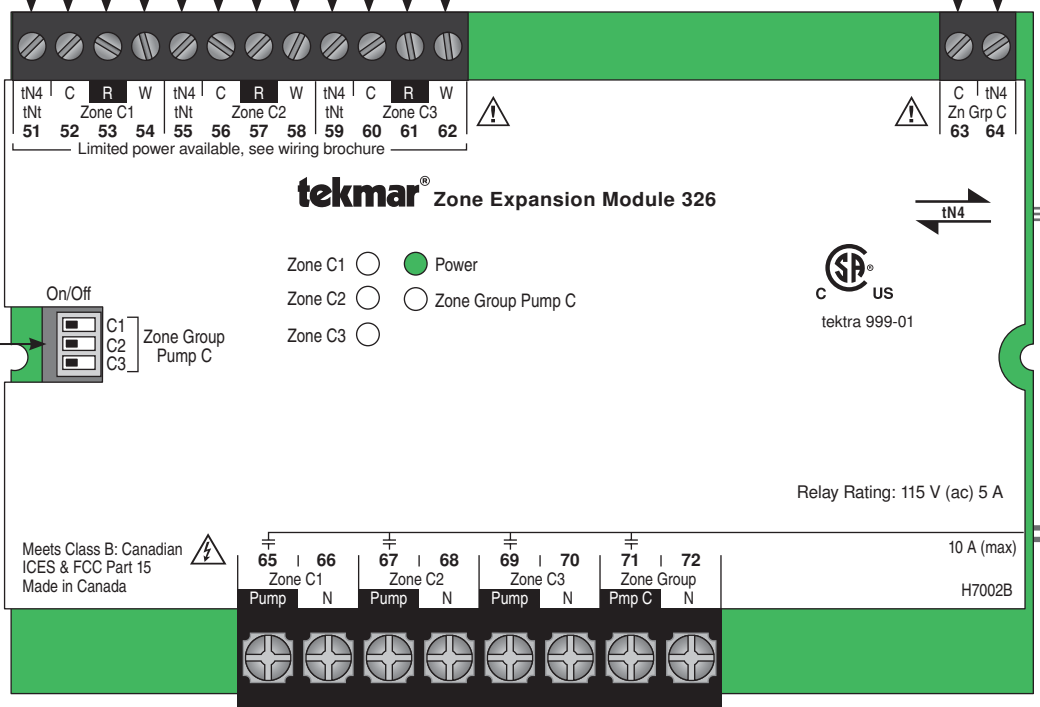 tN4 C R W tN4 C R W tN4 C R W
tNt Zone C1 tNt Zone C2 tNt Zone C3
51 52 53 54 55 56 57 58 59 60 61 62
Limited power available, see wiring brochure
C tN4
Zn Grp C
63 64
tekmar® Zone Expansion Module 326
tN4
Zone C1 Power
Zone C2 Zone Group Pump C
Zone C3
C SA® US
tektra 999-01
On/Off
C1
C2
C3
Zone Group
Pump C
Relay Rating: 115 V (ac) 5 A
Meets Class B: Canadian
ICES & FCC Part 15
Made in Canada
65 66 67 68 69 70 71 72
Zone C1 Zone C2 Zone C3 Zone Group
Pump N Pump N Pump N Pmp C N
10 A (max)
H7002B